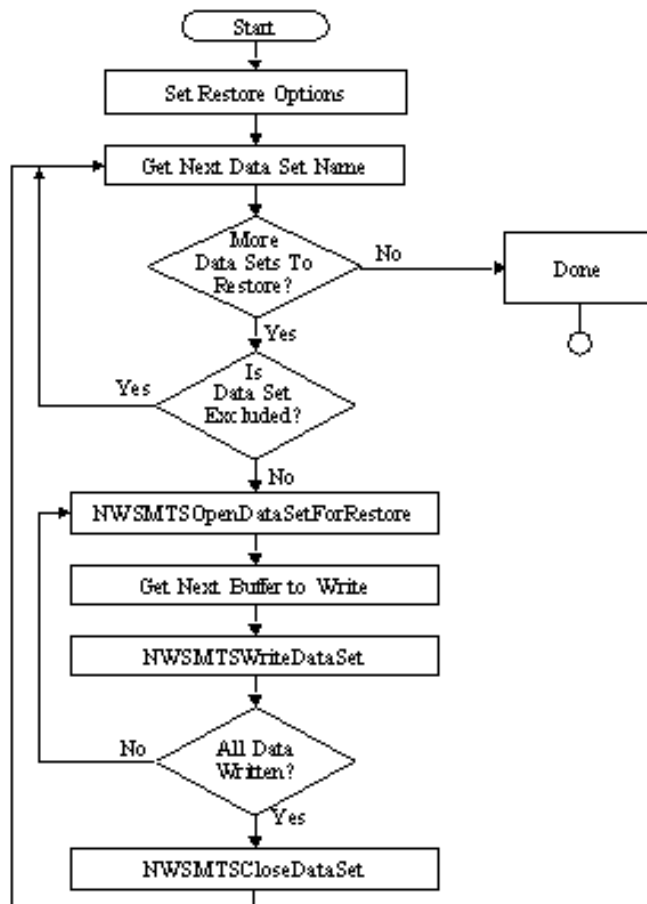 Start
Set Restore Options
Get Next Data Set Name
More
Data Sets To
Restore?
No
Done
Yes
Is
Data Set
Excluded?
Yes
No
NWSMTSOpenDataSetForRestore
Get Next Buffer to Write
NWSMTSWriteDataSet
All Data
Written?
No
Yes
NWSMTSCloseDataSet